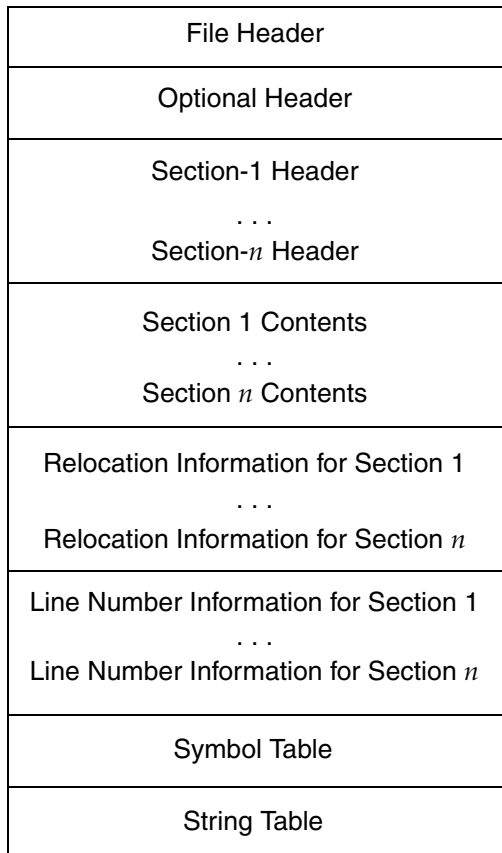 File Header
Optional Header
Section-1 Header
. . .
Section-n Header
Section 1 Contents
. . .
Section n Contents
Relocation Information for Section 1
. . .
Relocation Information for Section n
Line Number Information for Section 1
. . .
Line Number Information for Section n
Symbol Table
String Table